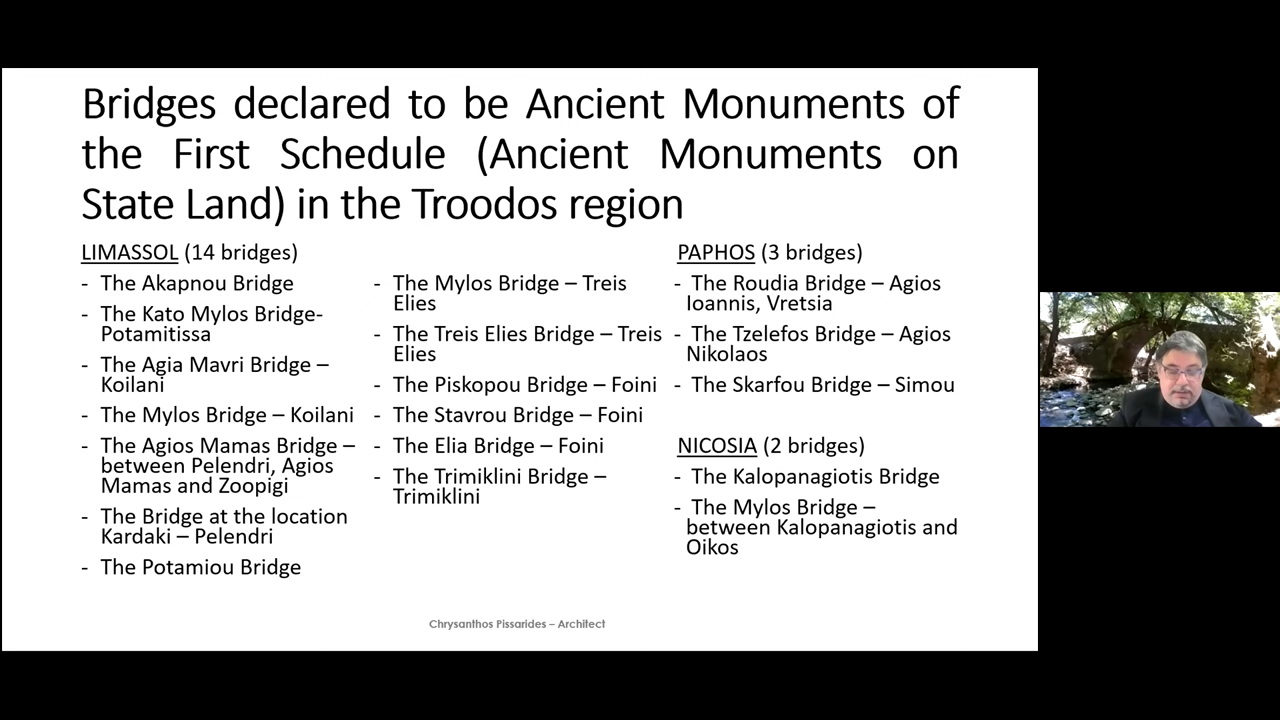 Bridges declared to be Ancient Monuments of
the First Schedule (Ancient Monuments on
State Land) in the Troodos region
LIMASSOL (14 bridges)
- The Akapnou Bridge
- The Kato Mylos Bridge-
Potamitissa
- The Agia Mavri Bridge –
Koilani
- The Mylos Bridge – Koilani
- The Agios Mamas Bridge –
between Pelendri, Agios
Mamas and Zoopigi
- The Bridge at the location
Kardaki – Pelendri
- The Potamiou Bridge
- The Mylos Bridge – Treis
Elies
- The Treis Elies Bridge – Treis
Elies
- The Piskopou Bridge – Foini
- The Stavrou Bridge – Foini
- The Elia Bridge – Foini
- The Trimiklini Bridge –
Trimiklini
PAPHOS (3 bridges)
- The Roudia Bridge – Agios
Ioannis, Vretsia
- The Tzelefos Bridge – Agios
Nikolaos
- The Skarfou Bridge – Simou
NICOSIA (2 bridges)
- The Kalopanagiotis Bridge
- The Mylos Bridge –
between Kalopanagiotis and
Oikos
Chrysanthos Pissarides – Architect